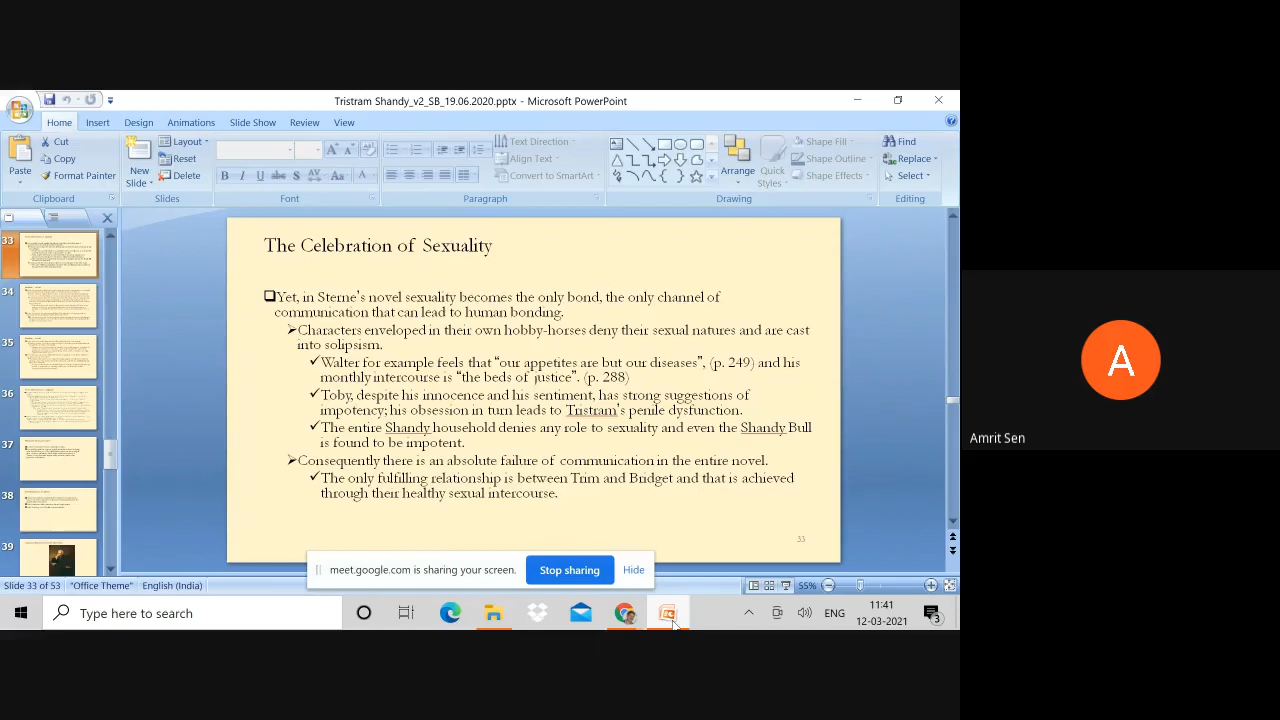 Tristram Shandy_v2_SB_19.06.2020.pptx - Microsoft PowerPoint
Home Insert Design Animations Slide Show Review View
Paste
Cut
Copy
Format Painter
Clipboard
New
Slide
Layout
Reset
Delete
Slides
B I U abc S AV Aa A
Font
Text Direction
Align Text
Convert to SmartArt
Paragraph
Arrange
Quick
Styles
Shape Fill
Shape Outline
Shape Effects
Drawing
Find
Replace
Select
Editing
33
34
35
36
37
38
39
The Celebration of Sexuality
Yet in Sterne's novel sexuality becomes the only bond, the only channel of
communication that can lead to human bonding.
Characters enveloped in their own hobby-horses deny their sexual natures and are cast
into solipsism.
Walter for example feels that "our appetites are but our diseases", (p. 249) and his
monthly intercourse is "the beds of justice". (p. 288)
Toby, despite his innocence and his sentiment, has strong suggestions of
impotency; his obsession in turn leads to Tristram's penile dysfunction.
The entire Shandy household denies any role to sexuality and even the Shandy Bull
is found to be impotent.
Consequently there is an absolute failure of communication in the entire novel.
The only fulfilling relationship is between Trim and Bridget and that is achieved
through their healthy sexual intercourse.
33
meet.google.com is sharing your screen. Stop sharing Hide
Slide 33 of 53 "Office Theme" English (India) 55%
Type here to search
ENG
11:41
12-03-2021
3
A
Amrit Sen